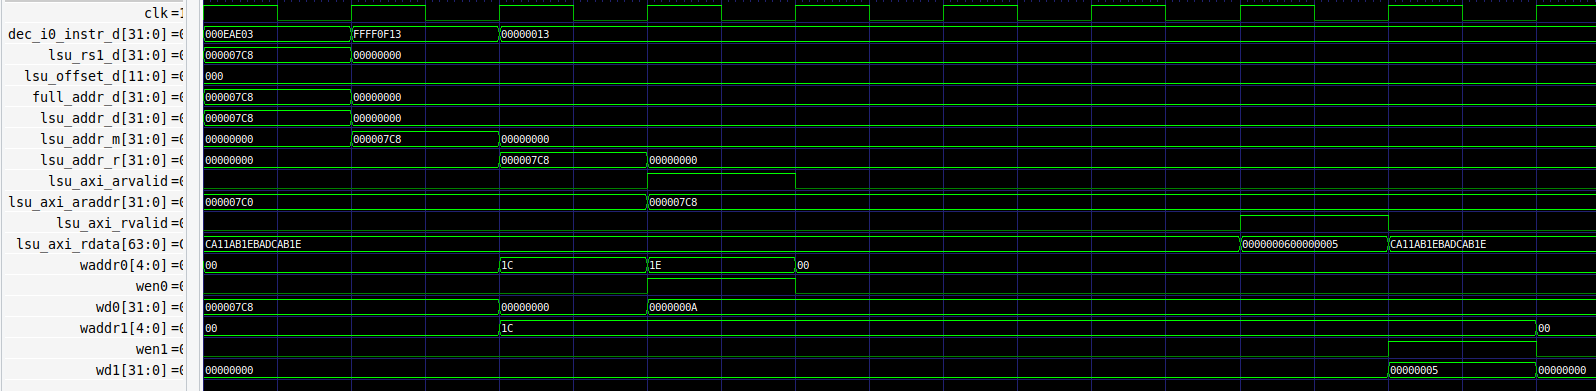 clk=1
dec_i0_instr_d[31:0]=0 000EAE03 FFFF0F13 00000013
lsu_rs1_d[31:0]=0 000007C8 00000000
lsu_offset_d[11:0]=0 000
full_addr_d[31:0]=0 000007C8 00000000
lsu_addr_d[31:0]=0 000007C8 00000000
lsu_addr_m[31:0]=0 00000000 000007C8 00000000
lsu_addr_r[31:0]=0 00000000 000007C8 00000000
lsu_axi_arvalid=0
lsu_axi_araddr[31:0]=0 000007C0 000007C8
lsu_axi_rvalid=0
lsu_axi_rdata[63:0]=C CA11AB1EBADCAB1E 0000000600000005 CA11AB1EBADCAB1E
waddr0[4:0]=0 00 1C 1E 00
wen0=0
wd0[31:0]=0 000007C8 00000000 0000000A
waddr1[4:0]=0 00 1C 00
wen1=0
wd1[31:0]=0 00000000 00000005 00000000